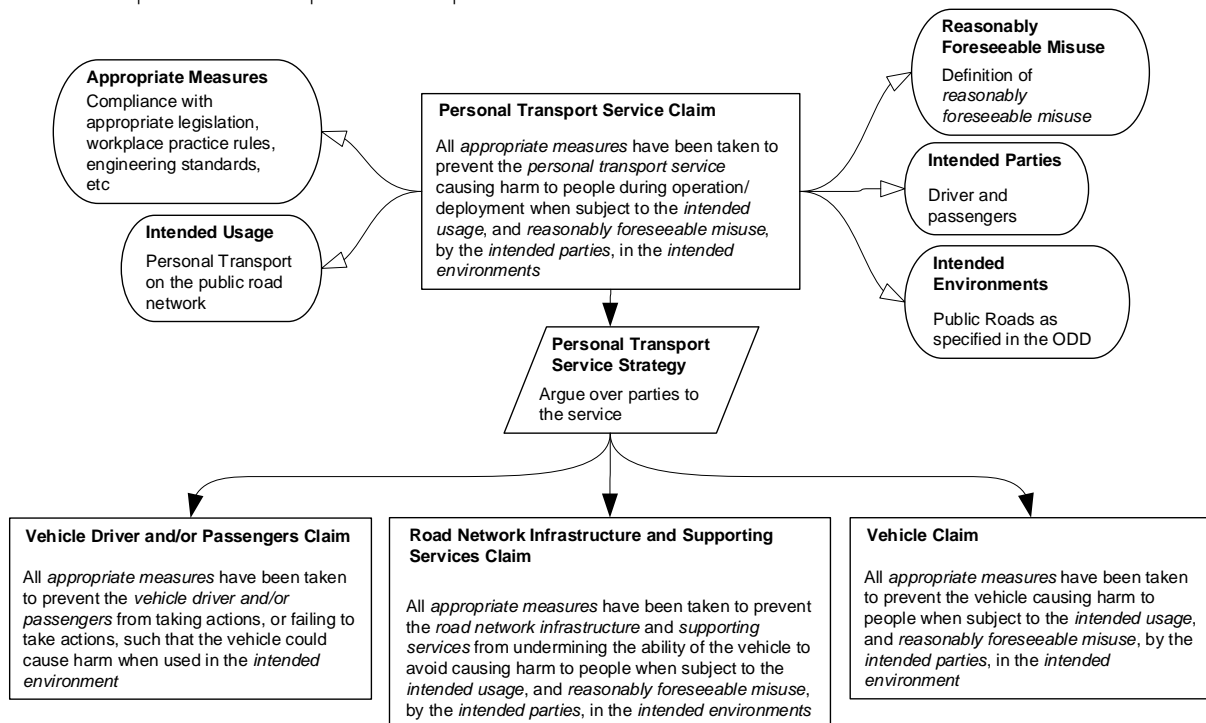 Appropriate Measures
Compliance with
appropriate legislation,
workplace practice rules,
engineering standards,
etc
Intended Usage
Personal Transport
on the public road
network
Personal Transport Service Claim
All appropriate measures have been taken to
prevent the personal transport service
causing harm to people during operation/
deployment when subject to the intended
usage, and reasonably foreseeable misuse,
by the intended parties, in the intended
environments
Reasonably
Foreseeable Misuse
Definition of
reasonably
foreseeable misuse
Intended Parties
Driver and
passengers
Intended
Environments
Public Roads as
specified in the ODD
Personal Transport
Service Strategy
Argue over parties to
the service
Vehicle Driver and/or Passengers Claim
All appropriate measures have been taken
to prevent the vehicle driver and/or
passengers from taking actions, or failing to
take actions, such that the vehicle could
cause harm when used in the intended
environment
Road Network Infrastructure and Supporting
Services Claim
All appropriate measures have been taken to prevent
the road network infrastructure and supporting
services from undermining the ability of the vehicle to
avoid causing harm to people when subject to the
intended usage, and reasonably foreseeable misuse,
by the intended parties, in the intended environments
Vehicle Claim
All appropriate measures have been taken
to prevent the vehicle causing harm to
people when subject to the intended usage,
and reasonably foreseeable misuse, by the
intended parties, in the intended
environment